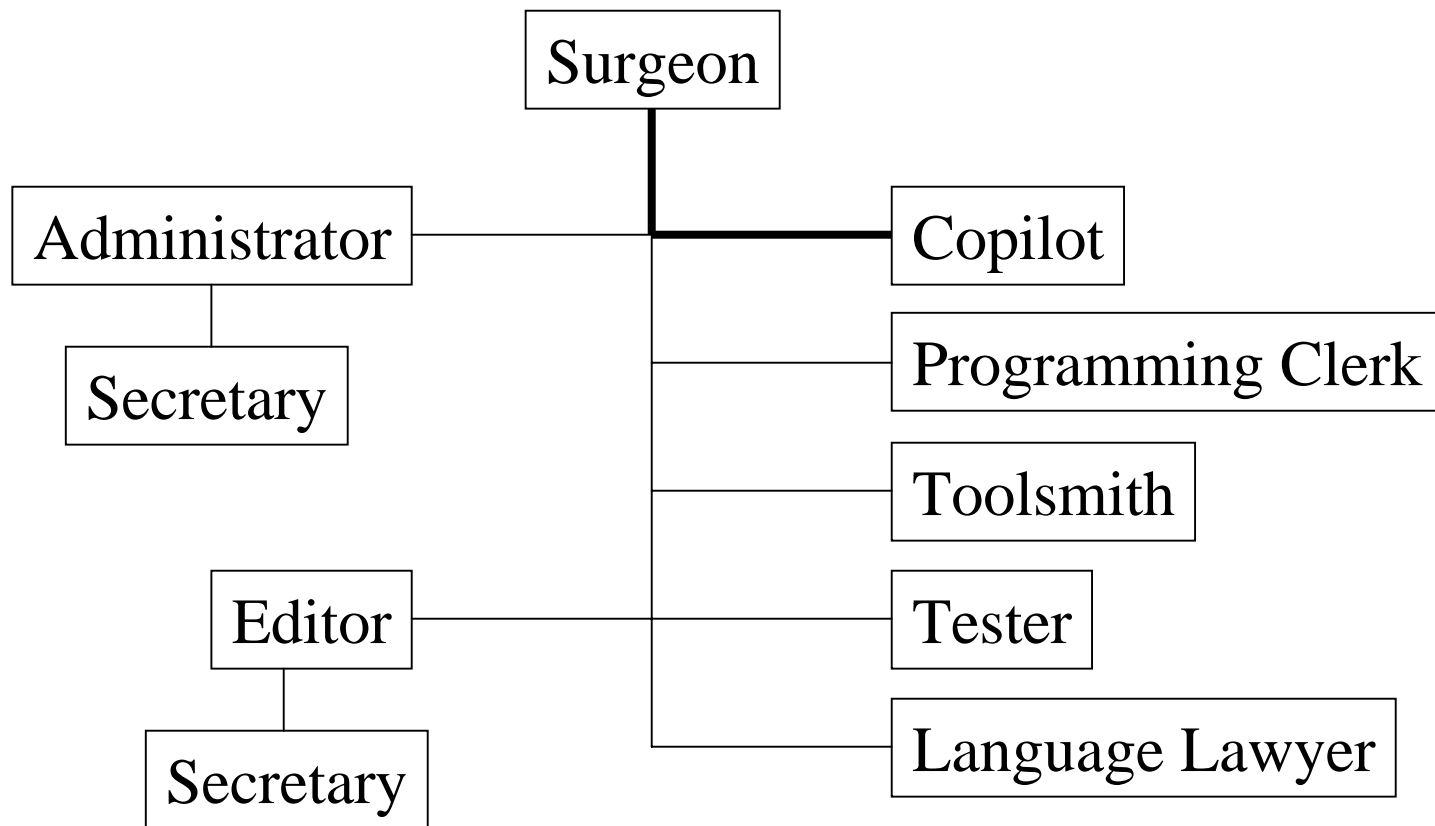 Surgeon
Administrator
Copilot
Secretary
Programming Clerk
Toolsmith
Editor
Tester
Secretary
Language Lawyer